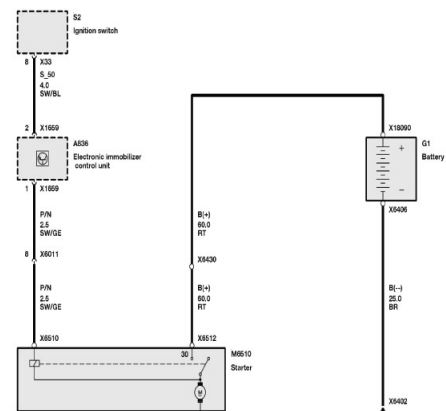 S2
Ignition switch
8 X33
S_50
4.0
SW/BL
2 X1659
A836
Electronic immobilizer
control unit
1 X1659
P/N
2.5
SW/GE
8 X6011
P/N
2.5
SW/GE
X6510
B(+)
60,0
RT
X6430
B(+)
60,0
RT
X6512
30
M6510
Starter
M
X18090
G1
Battery
+
–
X6406
B(--)
25.0
BR
X6402